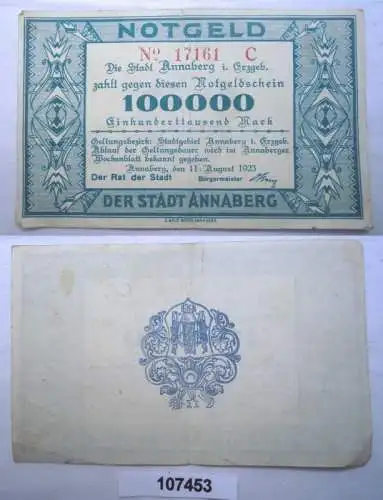 NOTGELD
No 17161 C
Die Stadt Annaberg i. Erzgeb.
zahlt gegen diesen Notgeldschein
100000
Einhunderttausend Mark
Geltungsbezirk: Stadtgebiet Annaberg i. Erzgeb.
Ablauf der Geltungsdauer wird im Annaberger
Wochenblatt bekannt gegeben.
Annaberg, den 11. August 1923
Der Rat der Stadt Bürgermeister
DER STADT ANNABERG
107453